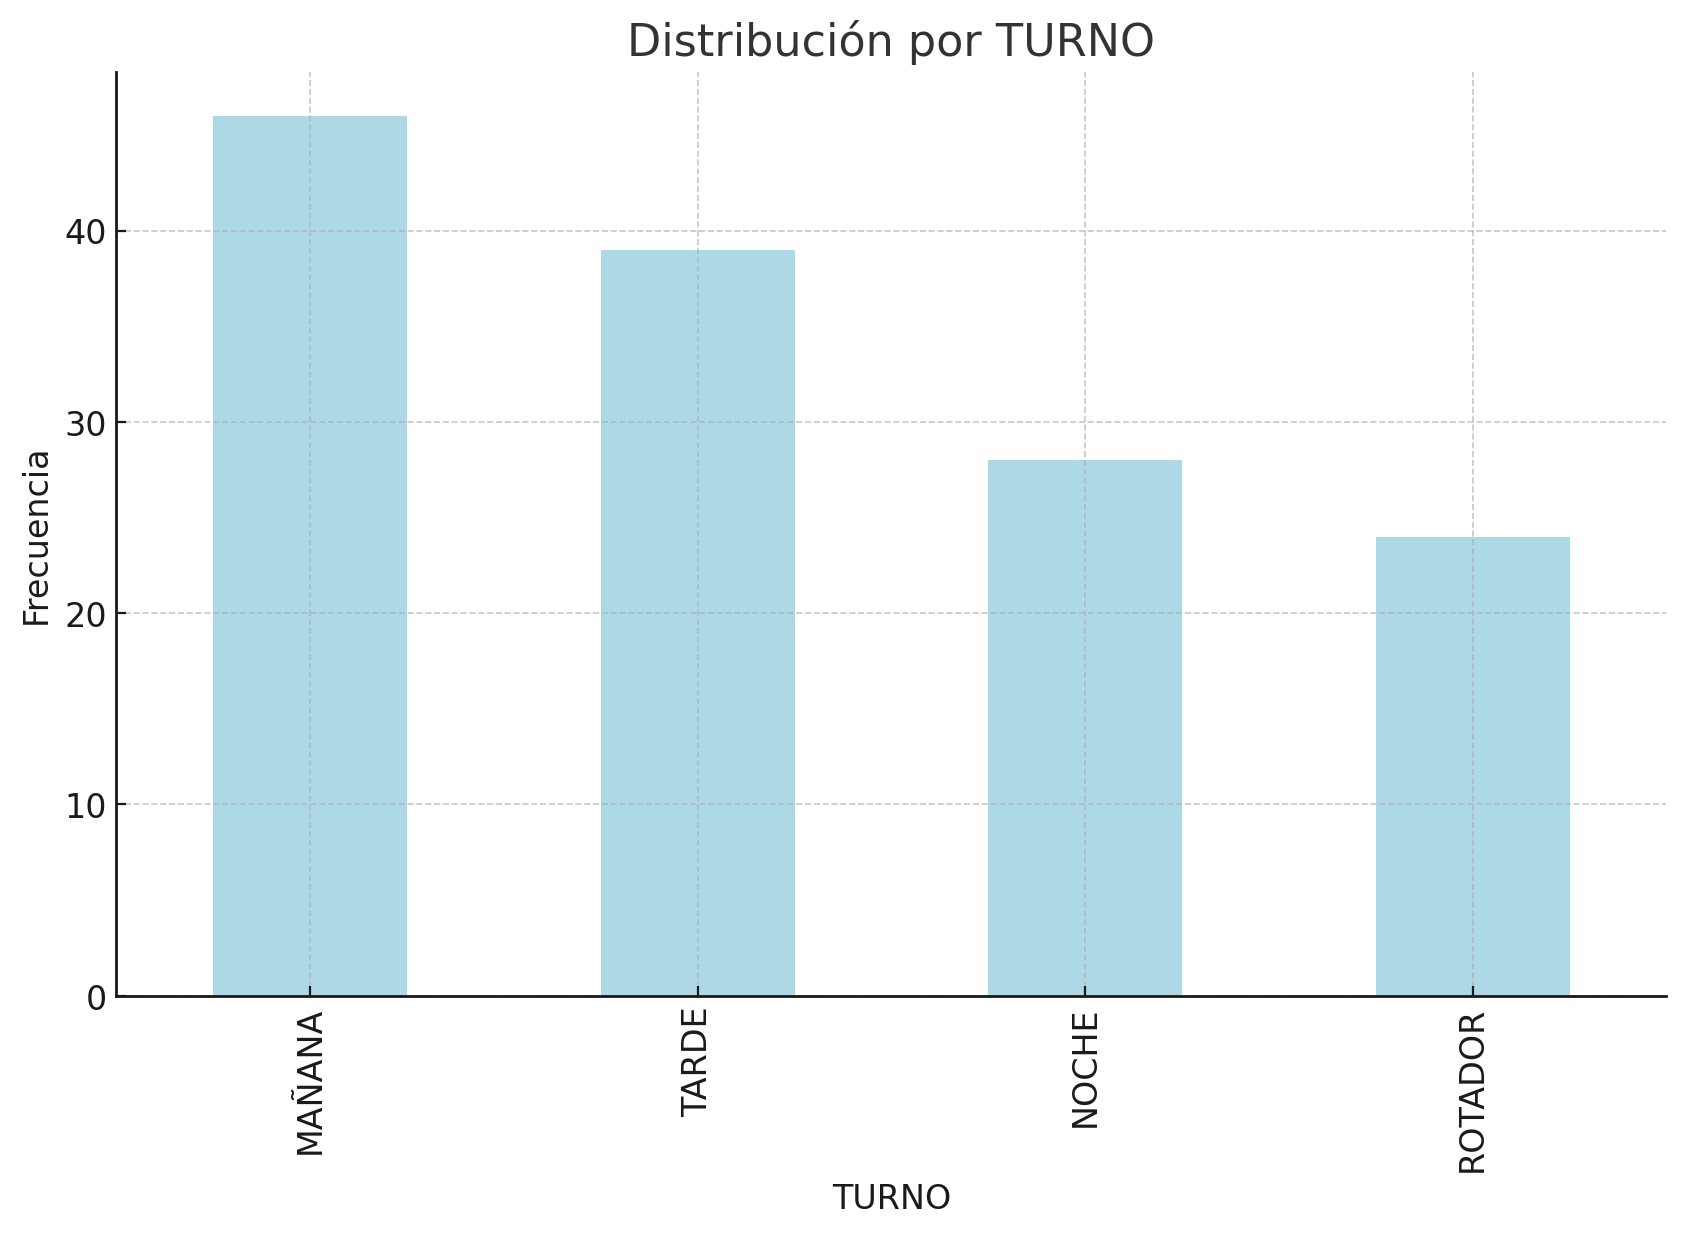 Distribución por TURNO
Frecuencia
40
30
20
10
0
MAÑANA
TARDE
NOCHE
ROTADOR
TURNO